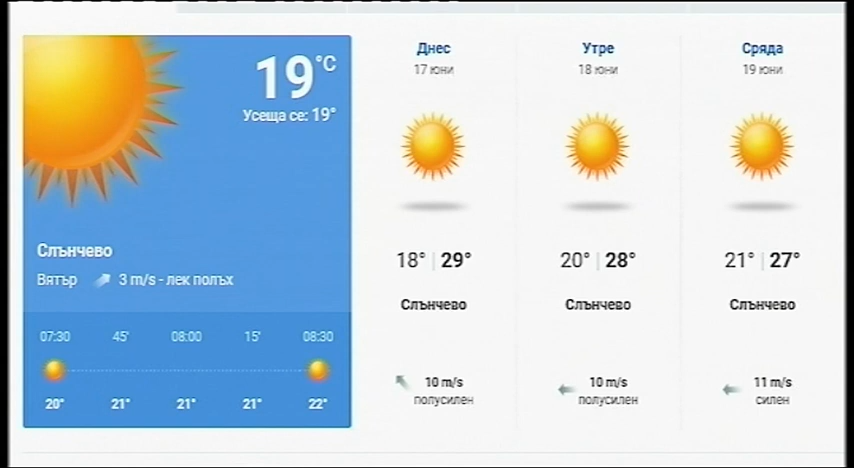 19°C
Усеща се: 19°
Слънчево
Вятър 3 m/s - лек полъх
07:30 45' 08:00 15' 08:30
20° 21° 21° 21° 22°
Днес
17 юни
18° | 29°
Слънчево
10 m/s
полусилен
Утре
18 юни
20° | 28°
Слънчево
10 m/s
полусилен
Сряда
19 юни
21° | 27°
Слънчево
11 m/s
силен